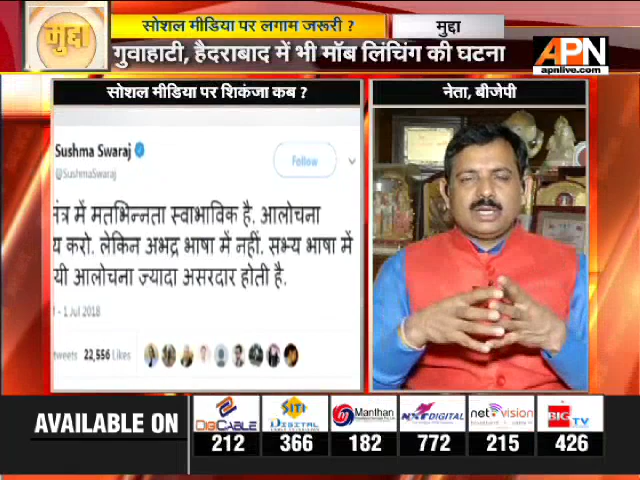 मुद्दा
सोशल मीडिया पर लगाम जरूरी ?
मुद्दा
गुवाहाटी, हैदराबाद में भी मॉब लिंचिंग की घटना
APN
apnlive.com
सोशल मीडिया पर शिकंजा कब ?
नेता, बीजेपी
Sushma Swaraj
@SushmaSwaraj
Follow
में मतभिन्नता स्वाभाविक है. आलोचना
करो. लेकिन अभद्र भाषा में नहीं. सभ्य भाषा में
यी आलोचना ज़्यादा असरदार होती है.
- 1 Jul 2018
weets 22,556 Likes
AVAILABLE ON
DIGICABLE
212
SITI DIGITAL
366
Manthan
182
NXT DIGITAL
772
net vision
215
BIG TV
426